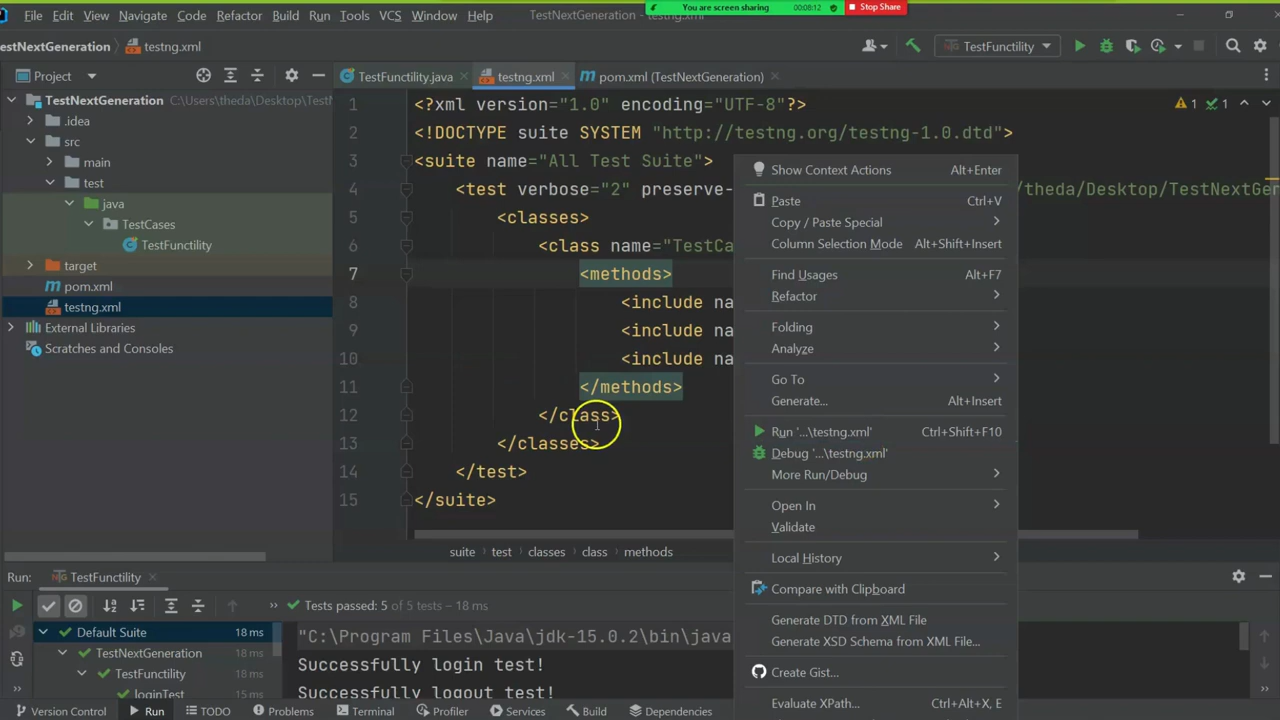 You are screen sharing 00:08:12 Stop Share
File Edit View Navigate Code Refactor Build Run Tools VCS Window Help TestNextGeneration - testng.xml
estNextGeneration testng.xml TestFunctility
Project TestFunctility.java testng.xml pom.xml (TestNextGeneration)
TestNextGeneration C:\Users\theda\Desktop\TestN
.idea
src
main
test
java
TestCases
TestFunctility
target
pom.xml
testng.xml
External Libraries
Scratches and Consoles
1 <?xml version="1.0" encoding="UTF-8"?> 1 1
2 <!DOCTYPE suite SYSTEM "http://testng.org/testng-1.0.dtd">
3 <suite name="All Test Suite">
4 <test verbose="2" preserve- /theda/Desktop/TestNextGe
5 <classes>
6 <class name="TestCa
7 <methods>
8 <include na
9 <include na
10 <include na
11 </methods>
12 </class>
13 </classes>
14 </test>
15 </suite>
suite test classes class methods
Show Context Actions Alt+Enter
Paste Ctrl+V
Copy / Paste Special
Column Selection Mode Alt+Shift+Insert
Find Usages Alt+F7
Refactor
Folding
Analyze
Go To
Generate... Alt+Insert
Run '...\testng.xml' Ctrl+Shift+F10
Debug '...\testng.xml'
More Run/Debug
Open In
Validate
Local History
Compare with Clipboard
Generate DTD from XML File
Generate XSD Schema from XML File...
Create Gist...
Evaluate XPath... Ctrl+Alt+X, E
Run: TestFunctility
Tests passed: 5 of 5 tests – 18 ms
Default Suite 18 ms
TestNextGeneration 18 ms
TestFunctility 18 ms
loginTest 15 ms
"C:\Program Files\Java\jdk-15.0.2\bin\java
Successfully login test!
Successfully logout test!
Version Control Run TODO Problems Terminal Profiler Services Build Dependencies